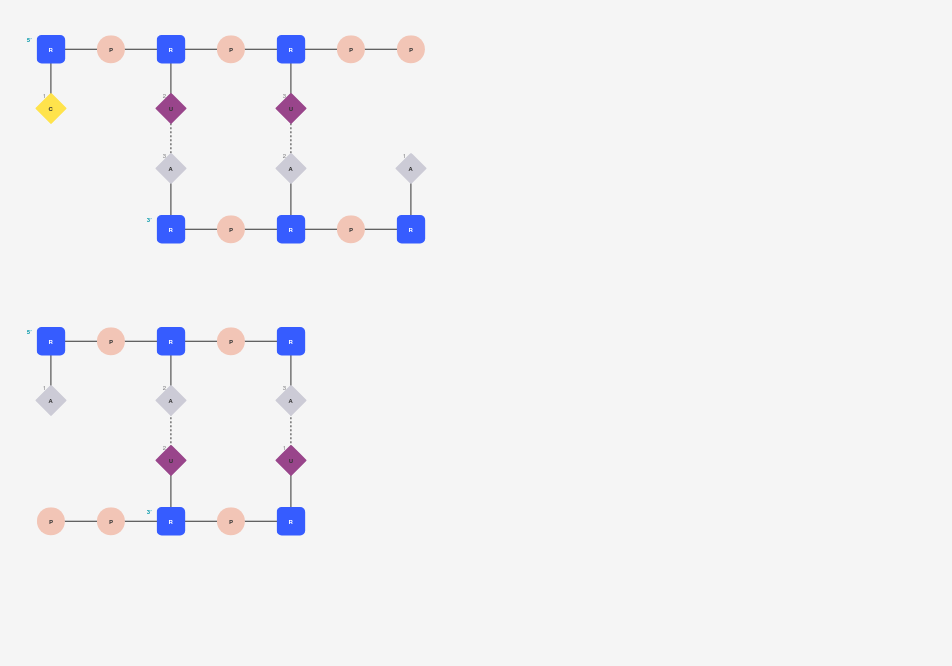 5'
R P R P R P P
1 2 3
C U U
3 2 1
A A A
3'
R P R P R
5'
R P R P R
1 2 3
A A A
2 1
U U
3'
P P R P R